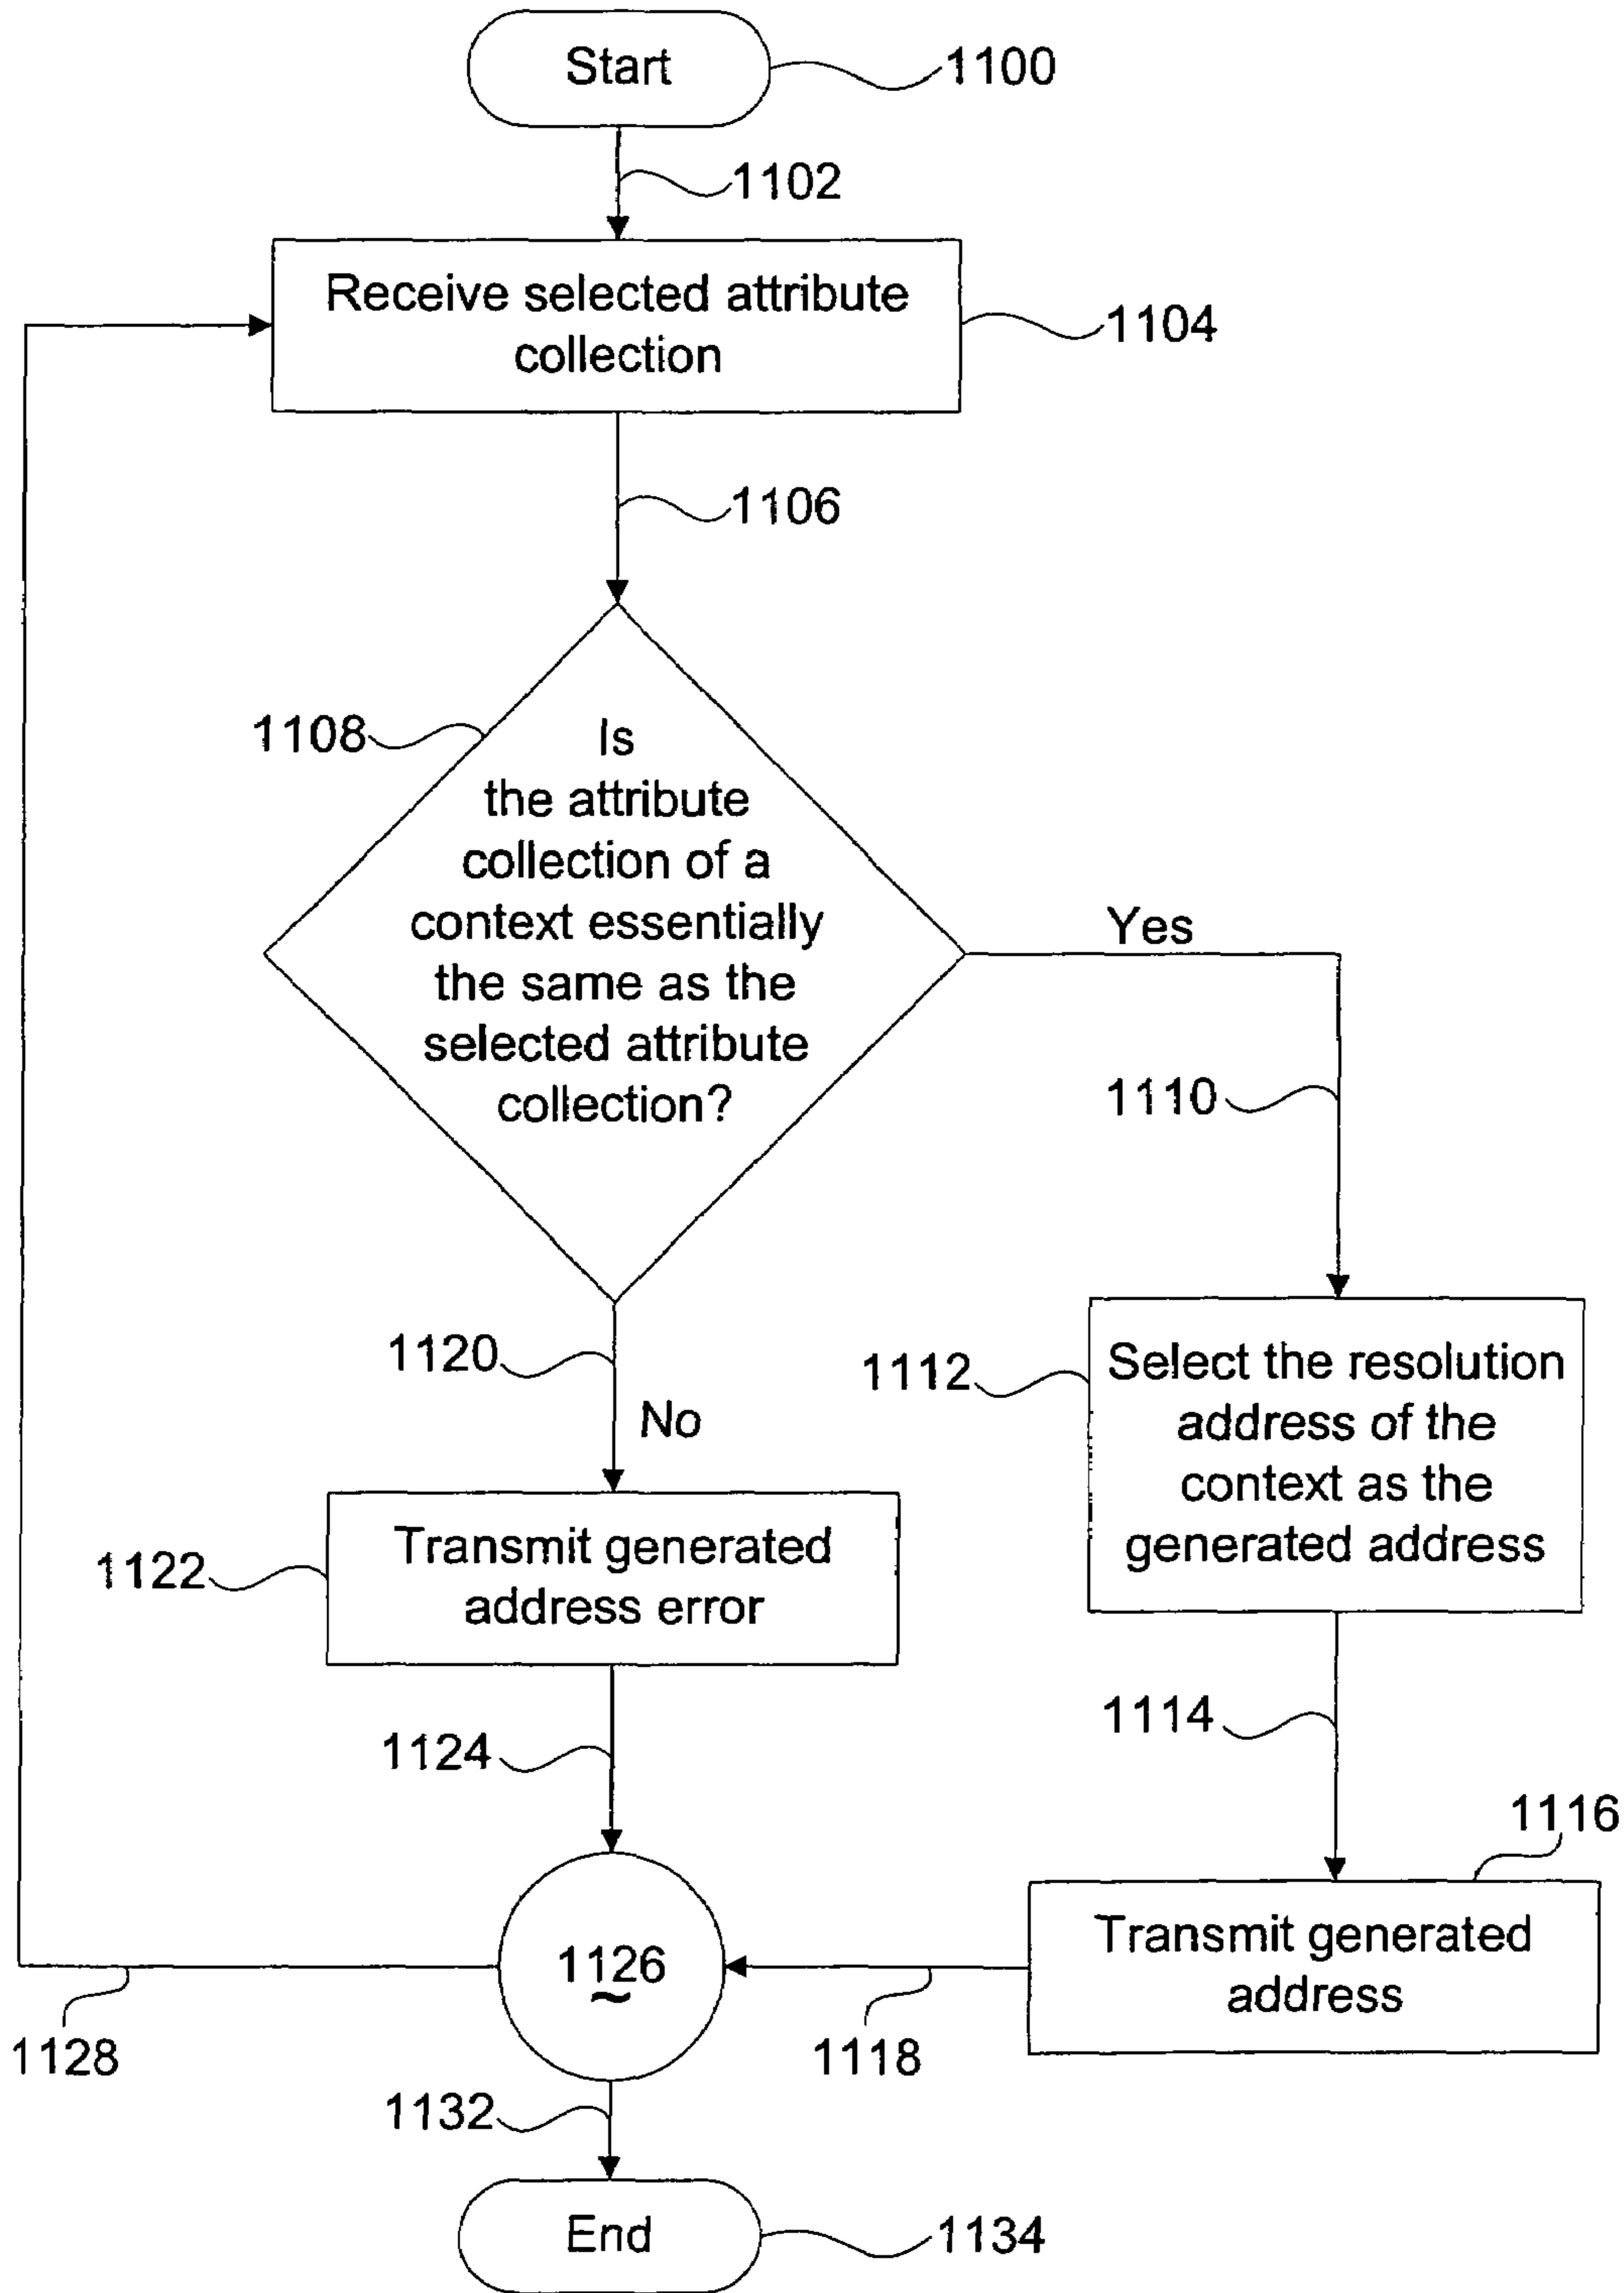 Start
1100
1102
Receive selected attribute
collection
1104
1106
1108
Is
the attribute
collection of a
context essentially
the same as the
selected attribute
collection?
Yes
1110
1120
No
1112
Select the resolution
address of the
context as the
generated address
1122
Transmit generated
address error
1124
1114
1116
Transmit generated
address
1126
1128
1118
1132
End
1134